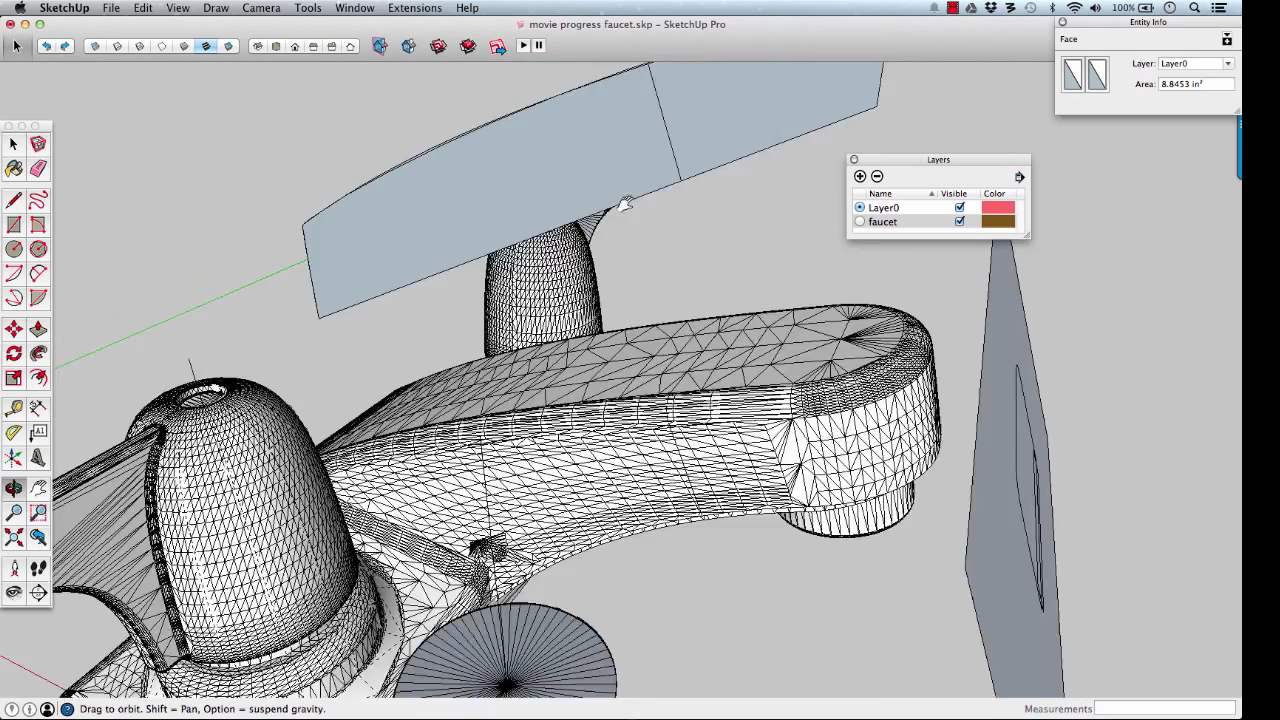 SketchUp File Edit View Draw Camera Tools Window Extensions Help
100%
movie progress faucet.skp - SketchUp Pro
Entity Info
Face
Layer: Layer0
Area: 8.8453 in²
Layers
Name Visible Color
Layer0
faucet
A1
Drag to orbit. Shift = Pan, Option = suspend gravity.
Measurements